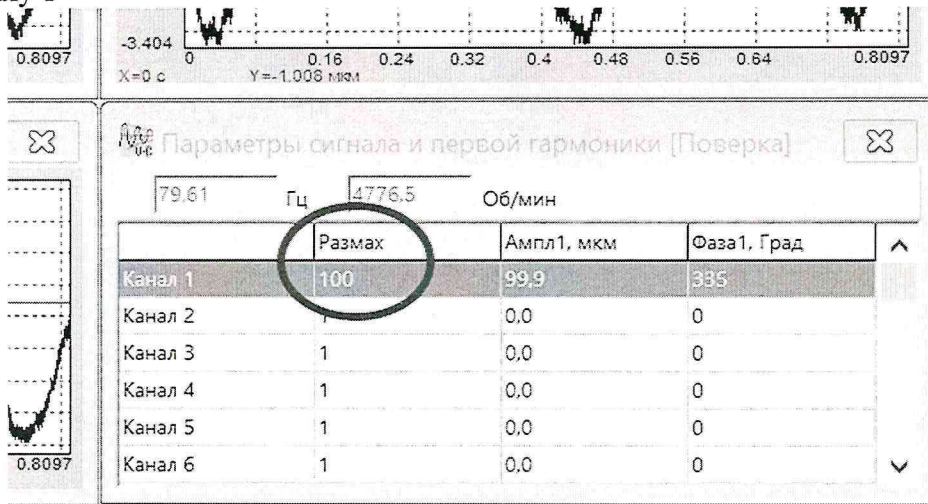 -3.404
0.8097
0
0.16
0.24
0.32
0.4
0.48
0.56
0.64
0.8097
X=0 с
Y=-1.008 мкм
Параметры сигнала и первой гармоники [Поверка]
79,61 Гц 4776,5 Об/мин
Размах Ампл1, мкм Фаза1, Град
Канал 1 100 99,9 335
Канал 2 1 0,0 0
Канал 3 1 0,0 0
Канал 4 1 0,0 0
Канал 5 1 0,0 0
Канал 6 1 0,0 0
0.8097